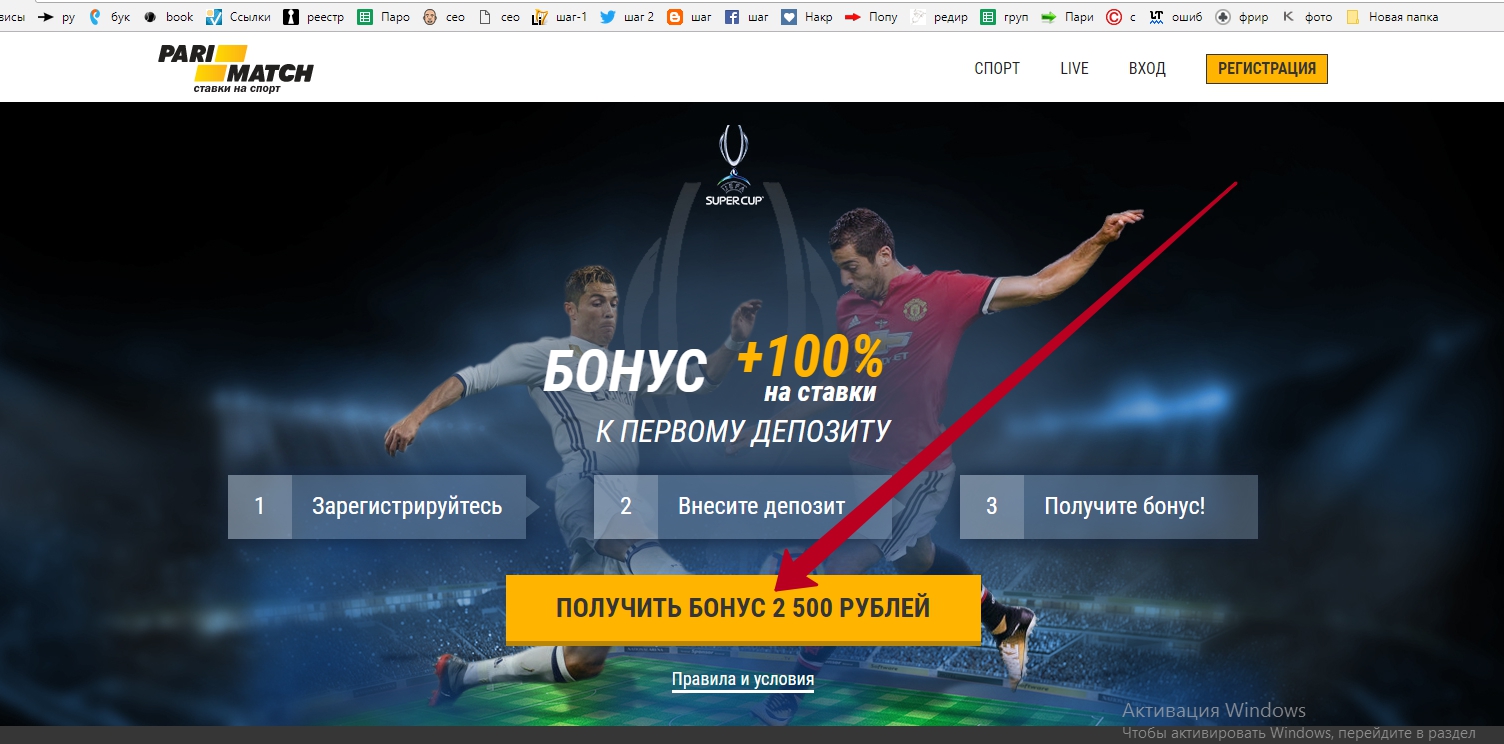 висы ру бук book Ссылки реестр Паро сео сео шаг-1 шаг 2 шаг шаг Накр Попу редир груп Пари с ошиб фрир фото Новая папка
PARI
MATCH
ставки на спорт
СПОРТ LIVE ВХОД РЕГИСТРАЦИЯ
UEFA
SUPER CUP
БОНУС +100%
на ставки
К ПЕРВОМУ ДЕПОЗИТУ
1 Зарегистрируйтесь 2 Внесите депозит 3 Получите бонус!
ПОЛУЧИТЬ БОНУС 2 500 РУБЛЕЙ
Правила и условия
Активация Windows
Чтобы активировать Windows, перейдите в раздел